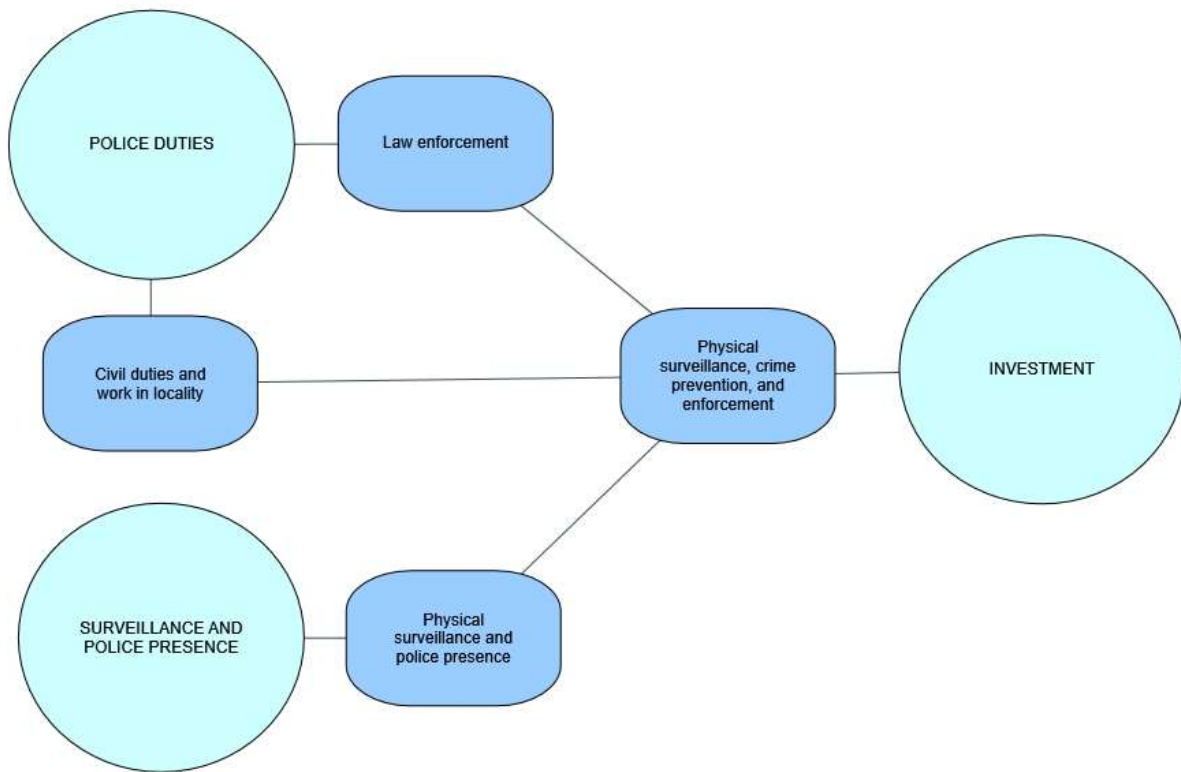 POLICE DUTIES
Law enforcement
Civil duties and
work in locality
Physical
surveillance, crime
prevention, and
enforcement
INVESTMENT
SURVEILLANCE AND
POLICE PRESENCE
Physical
surveillance and
police presence